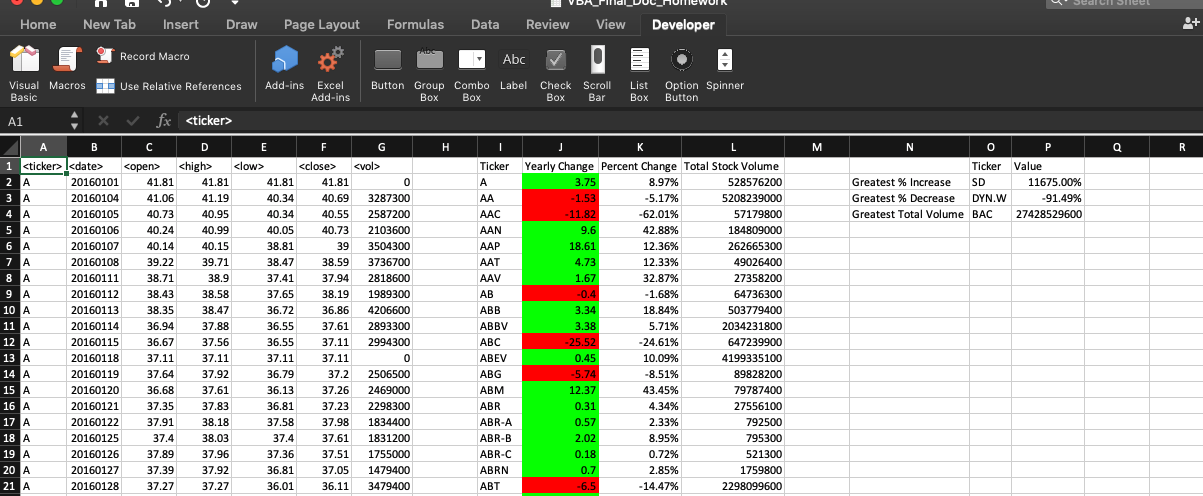 VBA_Final_Doc_Homework Search Sheet
Home New Tab Insert Draw Page Layout Formulas Data Review View Developer
Record Macro
Use Relative References
Abc
Abc
Visual Basic Macros Add-ins Excel Add-ins Button Group Box Combo Box Label Check Box Scroll Bar List Box Option Button Spinner
A1 fx <ticker>
A B C D E F G H I J K L M N O P Q R
1 <ticker> <date> <open> <high> <low> <close> <vol> Ticker Yearly Change Percent Change Total Stock Volume Ticker Value
2 A 20160101 41.81 41.81 41.81 41.81 0 A 3.75 8.97% 528576200 Greatest % Increase SD 11675.00%
3 A 20160104 41.06 41.19 40.34 40.69 3287300 AA -1.53 -5.17% 5208239000 Greatest % Decrease DYN.W -91.49%
4 A 20160105 40.73 40.95 40.34 40.55 2587200 AAC -11.82 -62.01% 57179800 Greatest Total Volume BAC 27428529600
5 A 20160106 40.24 40.99 40.05 40.73 2103600 AAN 9.6 42.88% 184809000
6 A 20160107 40.14 40.15 38.81 39 3504300 AAP 18.61 12.36% 262665300
7 A 20160108 39.22 39.71 38.47 38.59 3736700 AAT 4.73 12.33% 49026400
8 A 20160111 38.71 38.9 37.41 37.94 2818600 AAV 1.67 32.87% 27358200
9 A 20160112 38.43 38.58 37.65 38.19 1989300 AB -0.4 -1.68% 64736300
10 A 20160113 38.35 38.47 36.72 36.86 4206600 ABB 3.34 18.84% 503779400
11 A 20160114 36.94 37.88 36.55 37.61 2893300 ABBV 3.38 5.71% 2034231800
12 A 20160115 36.67 37.56 36.55 37.11 2994300 ABC -25.52 -24.61% 647239900
13 A 20160118 37.11 37.11 37.11 37.11 0 ABEV 0.45 10.09% 4199335100
14 A 20160119 37.64 37.92 36.79 37.2 2506500 ABG -5.74 -8.51% 89828200
15 A 20160120 36.68 37.61 36.13 37.26 2469000 ABM 12.37 43.45% 79787400
16 A 20160121 37.35 37.83 36.81 37.23 2298300 ABR 0.31 4.34% 27556100
17 A 20160122 37.91 38.18 37.58 37.98 1834400 ABR-A 0.57 2.33% 792500
18 A 20160125 37.4 38.03 37.4 37.61 1831200 ABR-B 2.02 8.95% 795300
19 A 20160126 37.89 37.96 37.36 37.51 1755000 ABR-C 0.18 0.72% 521300
20 A 20160127 37.39 37.92 36.81 37.05 1479400 ABRN 0.7 2.85% 1759800
21 A 20160128 37.27 37.27 36.01 36.11 3479400 ABT -6.5 -14.47% 2298099600